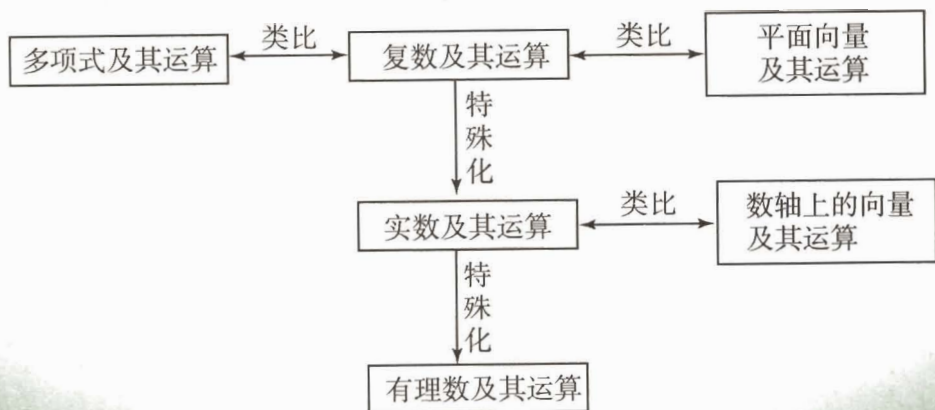 多项式及其运算
类比
复数及其运算
类比
平面向量
及其运算
特
殊
化
实数及其运算
类比
数轴上的向量
及其运算
特
殊
化
有理数及其运算